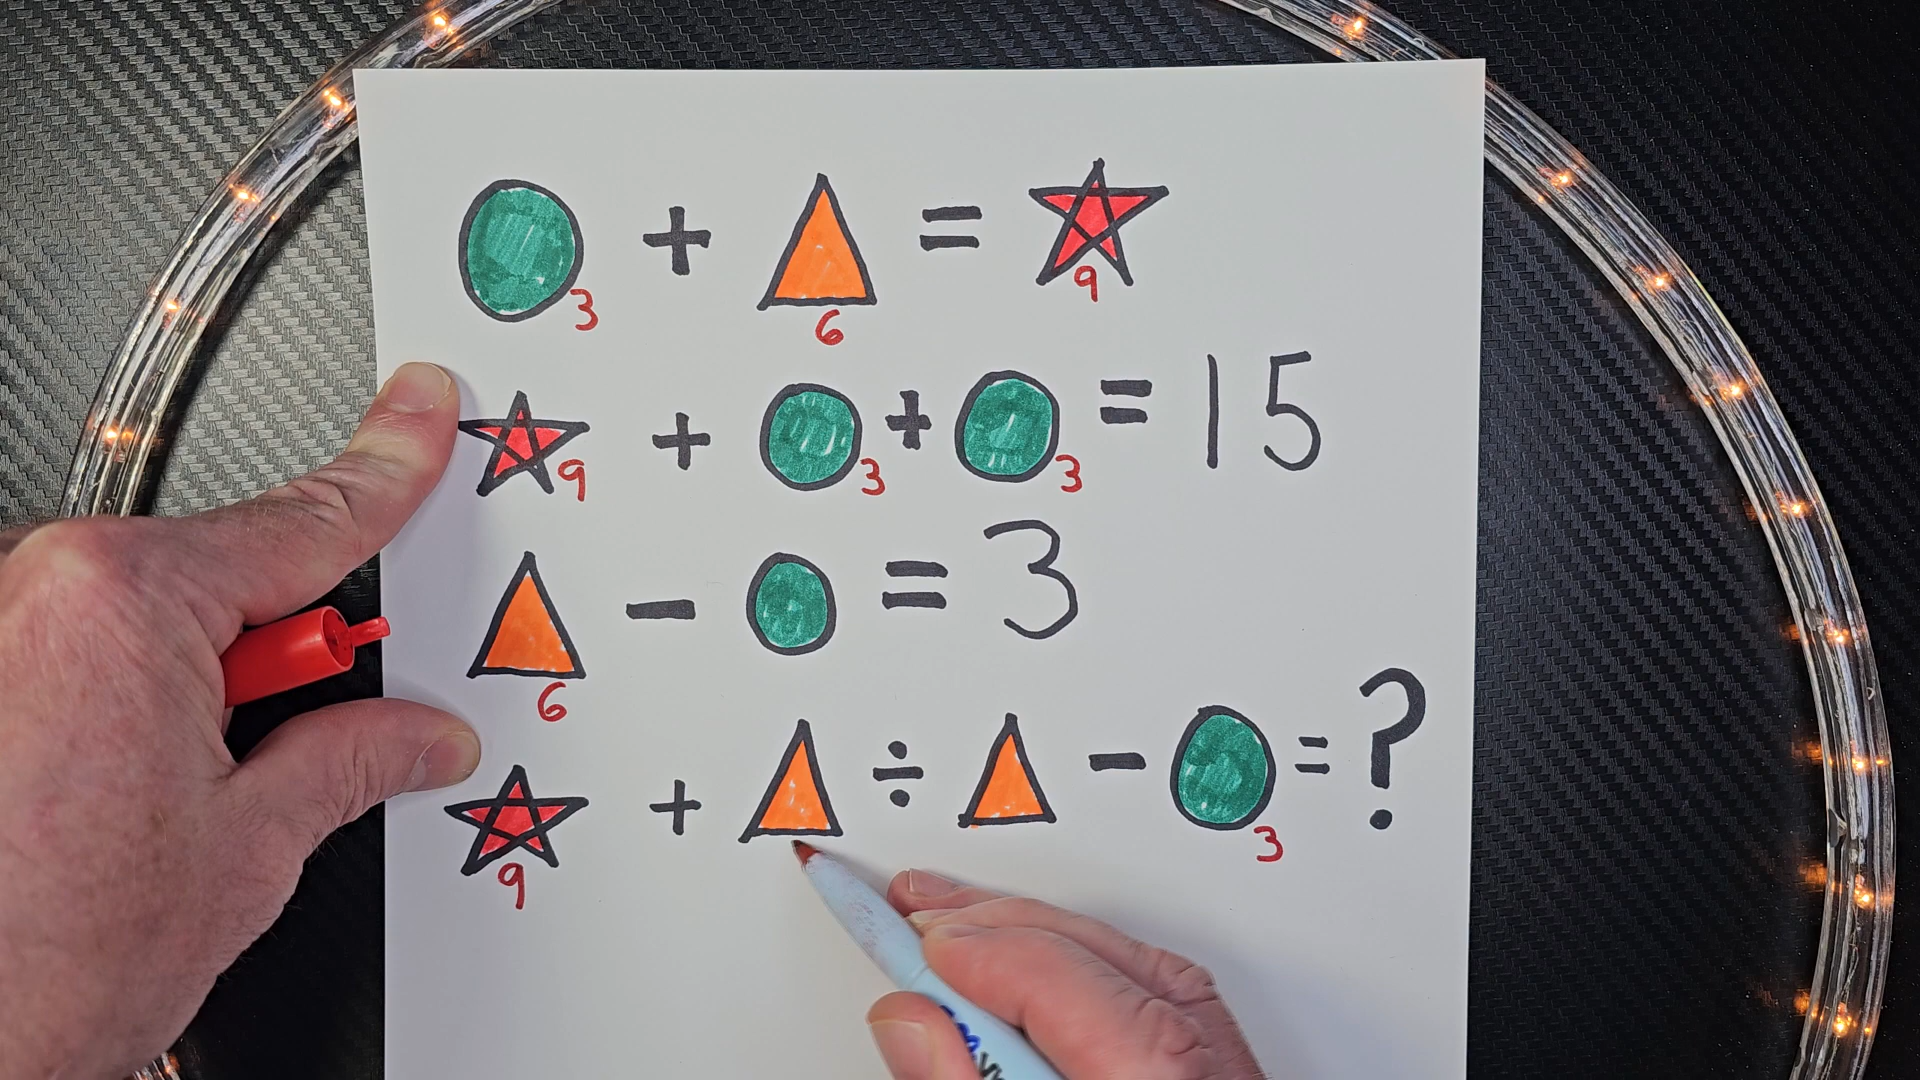 + =
3 6 9
+ + = 15
9 3 3
- = 3
6
+ ÷ - = ?
9 3